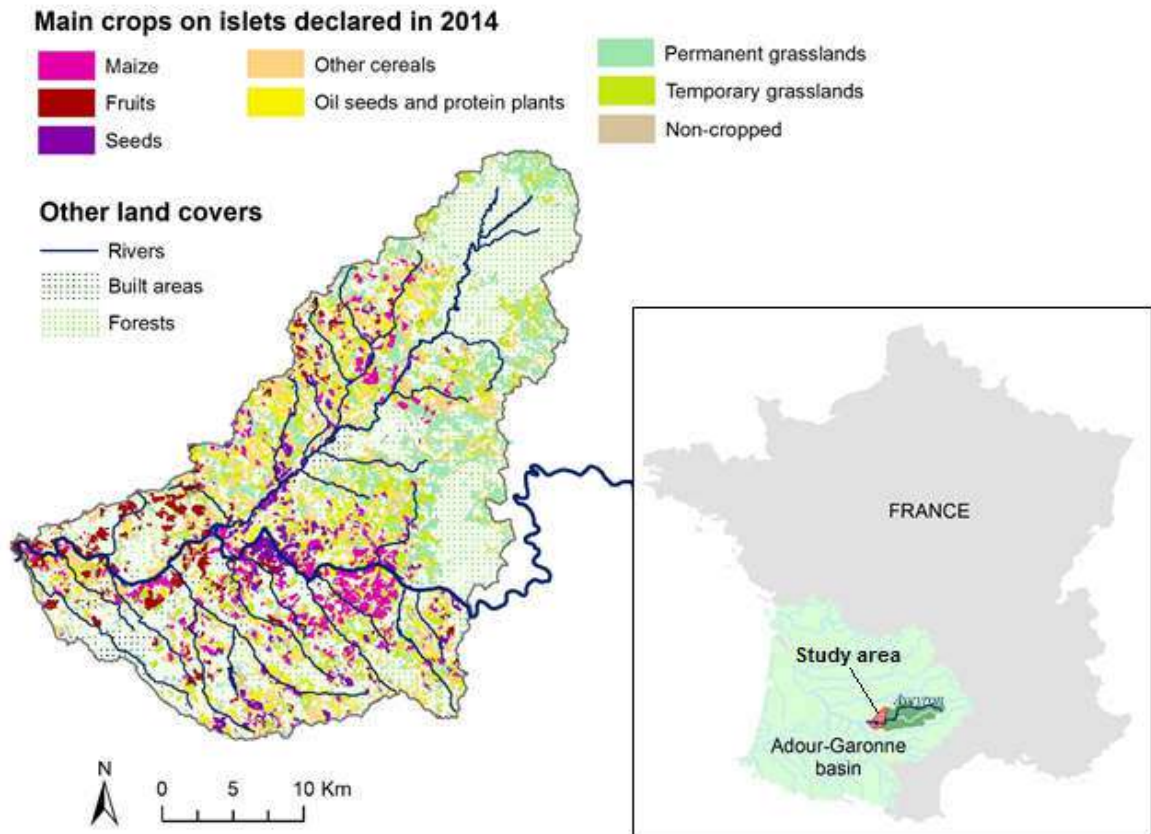 Main crops on islets declared in 2014
Maize
Fruits
Seeds
Other cereals
Oil seeds and protein plants
Permanent grasslands
Temporary grasslands
Non-cropped
Other land covers
Rivers
Built areas
Forests
N
0 5 10 Km
FRANCE
Study area
Aveyron
Adour-Garonne
basin